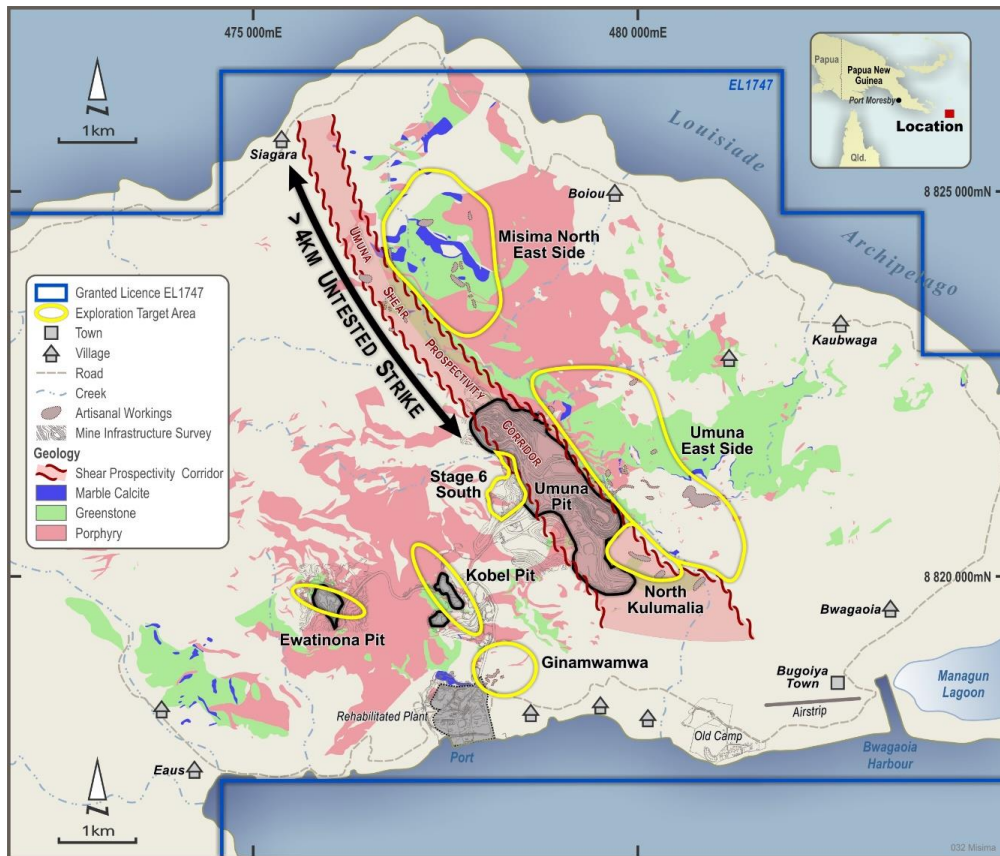 475 000mE
480 000mE
Papua
Papua New
Guinea
Port Moresby
Location
Qld.
EL1747
Louisiade
Archipelago
8 825 000mN
8 820 000mN
N
1km
Siagara
Boiou
Misima North
East Side
> 4KM UNTESTED STRIKE
UMUNA
SHEAR
PROSPECTIVITY
CORRIDOR
Kaubwaga
Granted Licence EL1747
Exploration Target Area
Town
Village
Road
Creek
Artisanal Workings
Mine Infrastructure Survey
Geology
Shear Prospectivity Corridor
Marble Calcite
Greenstone
Porphyry
Umuna
East Side
Stage 6
South
Umuna
Pit
Kobel Pit
North
Kulumalia
Ewatinona Pit
Bwagaoia
Ginamwamwa
Bugoiya
Town
Managun
Lagoon
Airstrip
Rehabilitated Plant
Old Camp
Port
Bwagaoia
Harbour
Eaus
N
1km
032 Misima